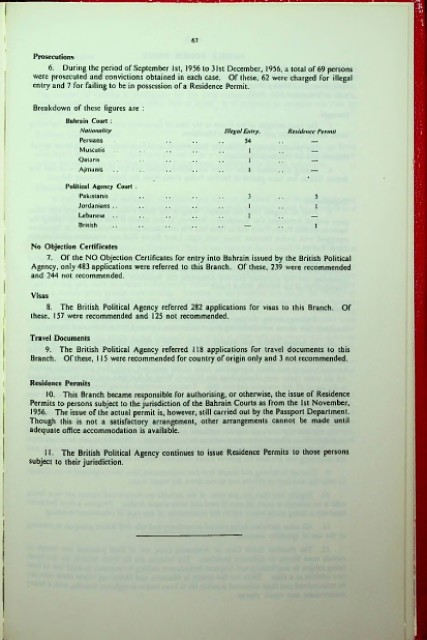 67
Prosecutions
6. During the period of September 1st, 1956 to 31st December, 1956, a total of 69 persons
were prosecuted and convictions obtained in each case. Of these, 62 were charged for illegal
entry and 7 for failing to be in possession of a Residence Permit.
Breakdown of these figures are :
Bahrain Court :
Nationality Illegal Entry. Residence Permit
Persians .. .. .. 56 .. —
Muscatis .. .. .. .. 1 .. —
Qataris .. .. .. 1 .. —
Ajmanis .. .. .. .. 1 .. —
Political Agency Court :
Pakistanis .. .. .. 3 .. 5
Jordanians .. .. .. .. 1 .. 1
Lebanese .. .. .. .. 1 .. —
British .. .. .. .. — .. 1
No Objection Certificates
7. Of the NO Objection Certificates for entry into Bahrain issued by the British Political
Agency, only 483 applications were referred to this Branch. Of these, 239 were recommended
and 244 not recommended.
Visas
8. The British Political Agency referred 282 applications for visas to this Branch. Of
these, 157 were recommended and 125 not recommended.
Travel Documents
9. The British Political Agency referred 118 applications for travel documents to this
Branch. Of these, 115 were recommended for country of origin only and 3 not recommended.
Residence Permits
10. This Branch became responsible for authorising, or otherwise, the issue of Residence
Permits to persons subject to the jurisdiction of the Bahrain Courts as from the 1st November,
1956. The issue of the actual permit is, however, still carried out by the Passport Department.
Though this is not a satisfactory arrangement, other arrangements cannot be made until
adequate office accommodation is available.
11. The British Political Agency continues to issue Residence Permits to those persons
subject to their jurisdiction.